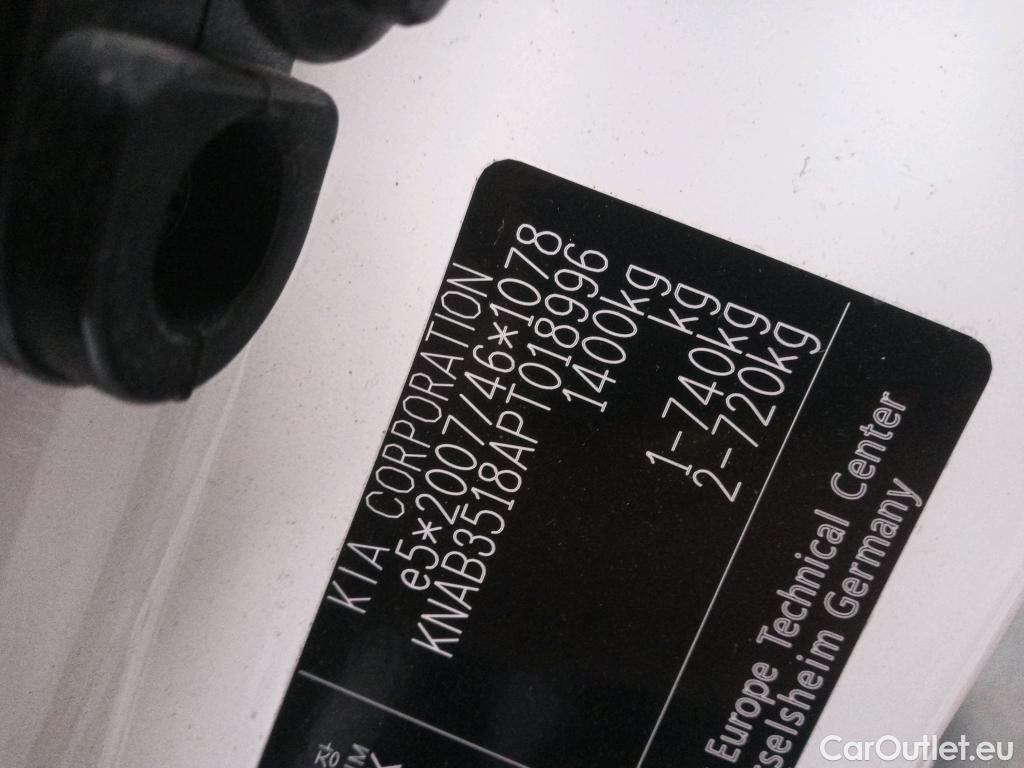 KIA CORPORATION
e5*2007/46*1078
KNAB3518APT018996
1400kg
kg
1-740kg
2-720kg
Europe Technical Center
sselsheim Germany
CarOutlet.eu